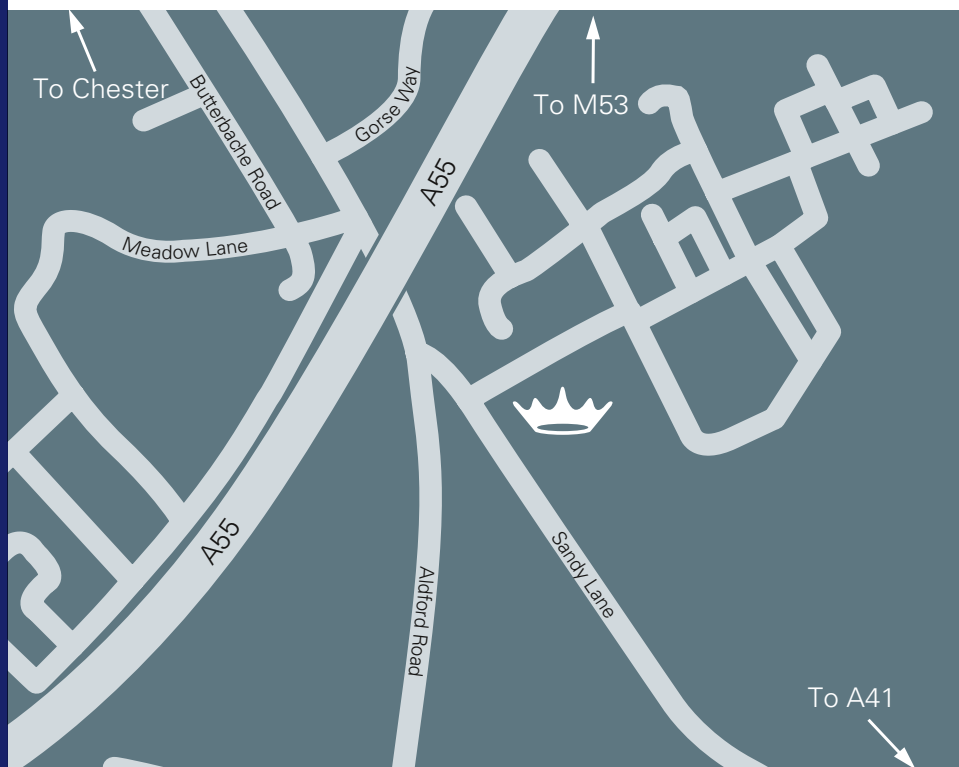 To Chester
Butterbache Road
Gorse Way
To M53
A55
Meadow Lane
A55
Sandy Lane
Aldford Road
To A41